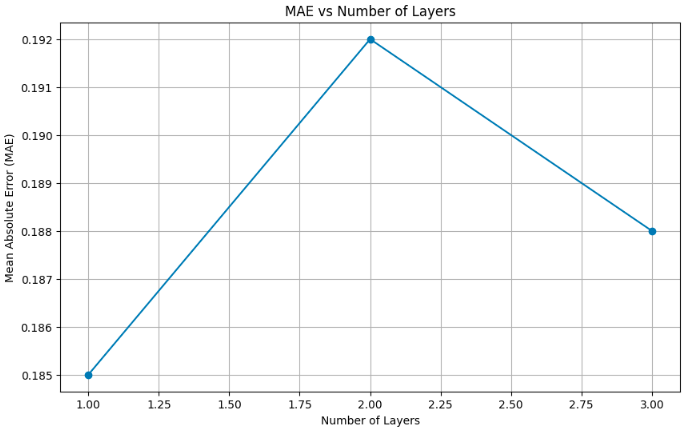 MAE vs Number of Layers
Mean Absolute Error (MAE)
0.192
0.191
0.190
0.189
0.188
0.187
0.186
0.185
1.00 1.25 1.50 1.75 2.00 2.25 2.50 2.75 3.00
Number of Layers